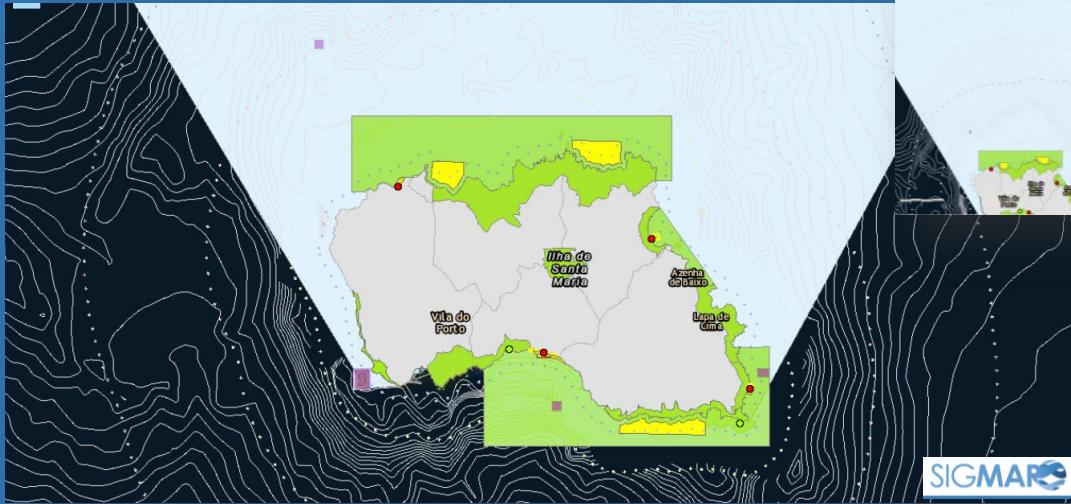 Ilha de
Santa
Maria
Azenha
de Baixo
Lapa de
Cima
Vila do
Porto
SIGMAR